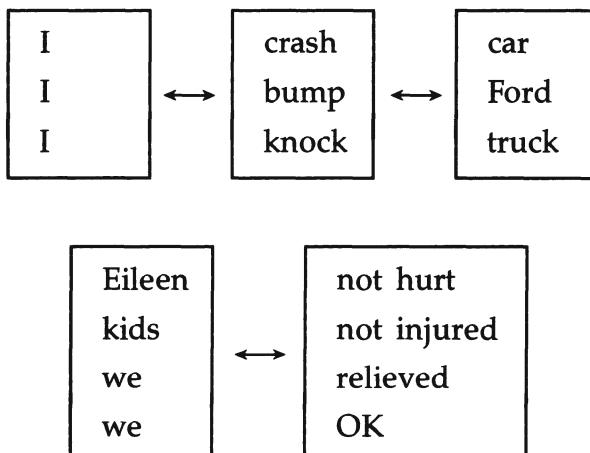 I crash car
I bump Ford
I knock truck
Eileen not hurt
kids not injured
we relieved
we OK